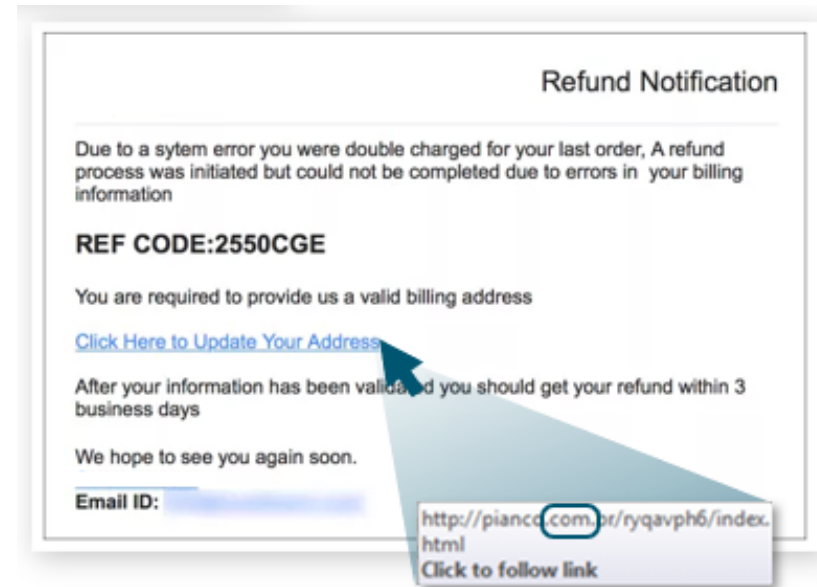 Refund Notification
Due to a sytem error you were double charged for your last order, A refund
process was initiated but could not be completed due to errors in your billing
information
REF CODE:2550CGE
You are required to provide us a valid billing address
Click Here to Update Your Address
After your information has been validated you should get your refund within 3
business days
We hope to see you again soon.
Email ID:
http://pianco.com.br/ryqavph6/index.
html
Click to follow link